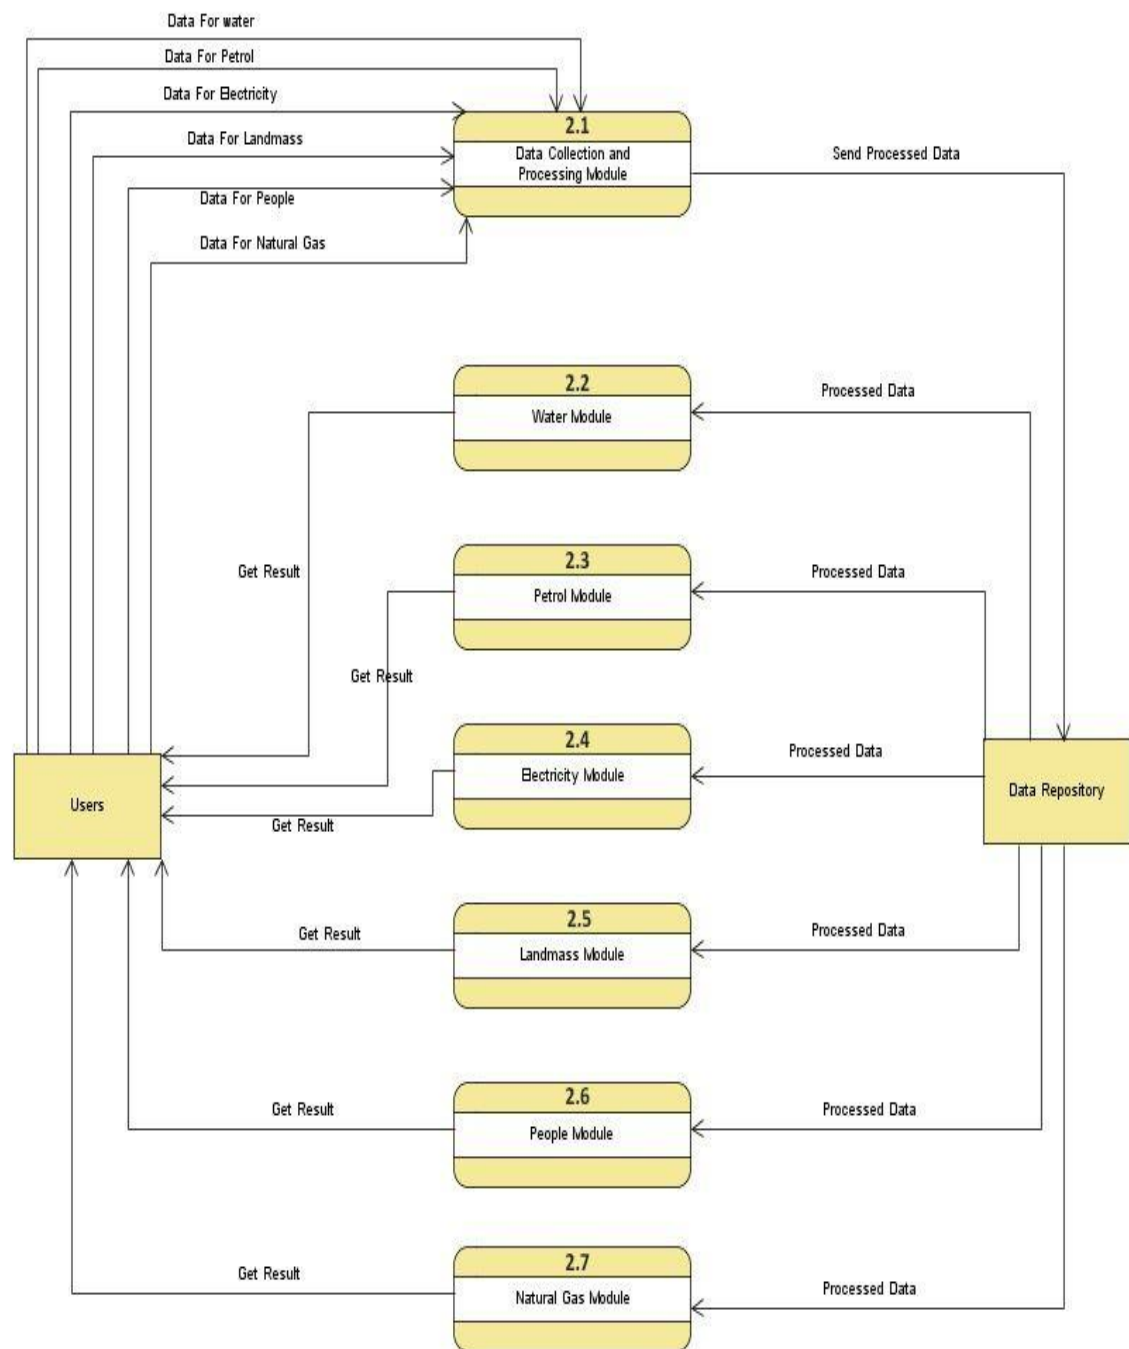 Data For water
Data For Petrol
Data For Electricity
Data For Landmass
Data For People
Data For Natural Gas
2.1
Data Collection and
Processing Module
Send Processed Data
2.2
Water Module
Processed Data
Get Result
2.3
Petrol Module
Processed Data
Get Result
2.4
Electricity Module
Processed Data
Get Result
Users
Data Repository
2.5
Landmass Module
Processed Data
Get Result
2.6
People Module
Processed Data
Get Result
2.7
Natural Gas Module
Processed Data
Get Result